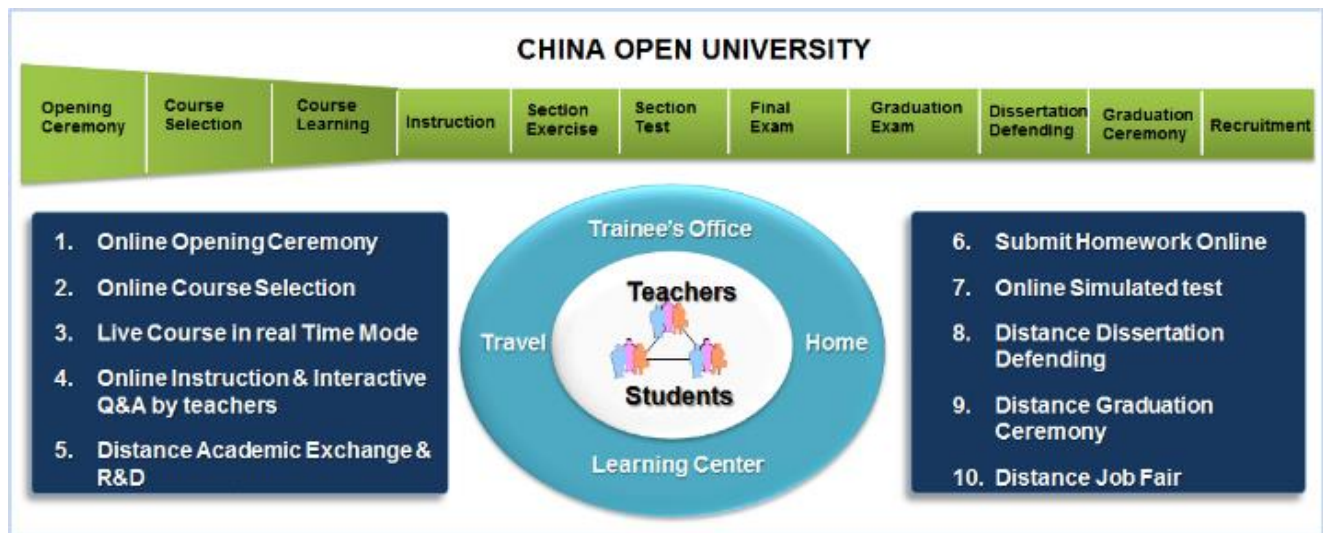 CHINA OPEN UNIVERSITY
Opening
Ceremony
Course
Selection
Course
Learning
Instruction
Section
Exercise
Section
Test
Final
Exam
Graduation
Exam
Dissertation
Defending
Graduation
Ceremony
Recruitment
1. Online Opening Ceremony
2. Online Course Selection
3. Live Course in real Time Mode
4. Online Instruction & Interactive
Q&A by teachers
5. Distance Academic Exchange &
R&D
Trainee's Office
Teachers
Travel
Home
Students
Learning Center
6. Submit Homework Online
7. Online Simulated test
8. Distance Dissertation
Defending
9. Distance Graduation
Ceremony
10. Distance Job Fair